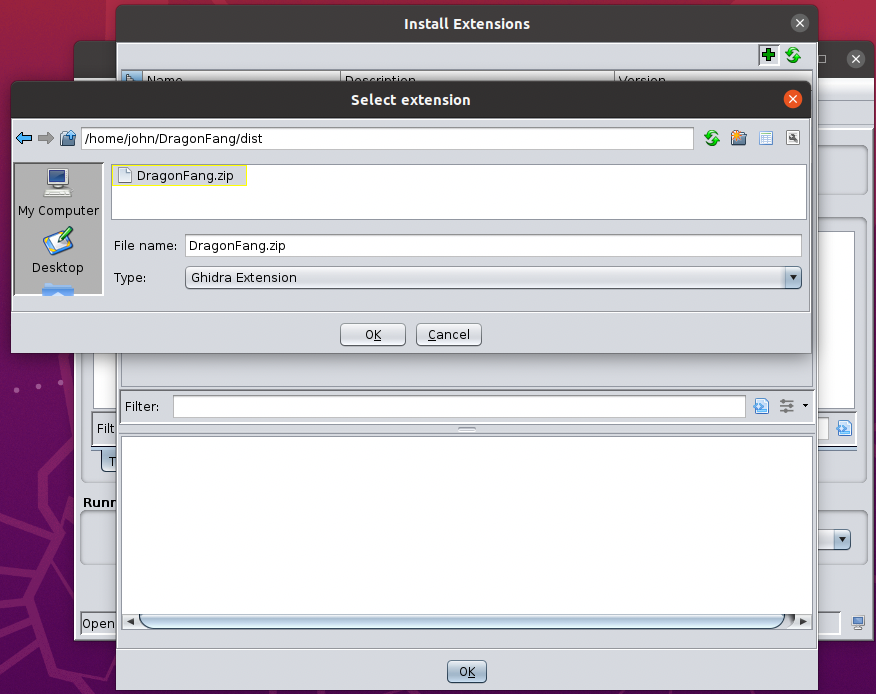 Install Extensions
Name Description Version
Select extension
/home/john/DragonFang/dist
DragonFang.zip
My Computer
Desktop
File name: DragonFang.zip
Type: Ghidra Extension
OK Cancel
Filter:
Filt
T
Runn
Open
OK